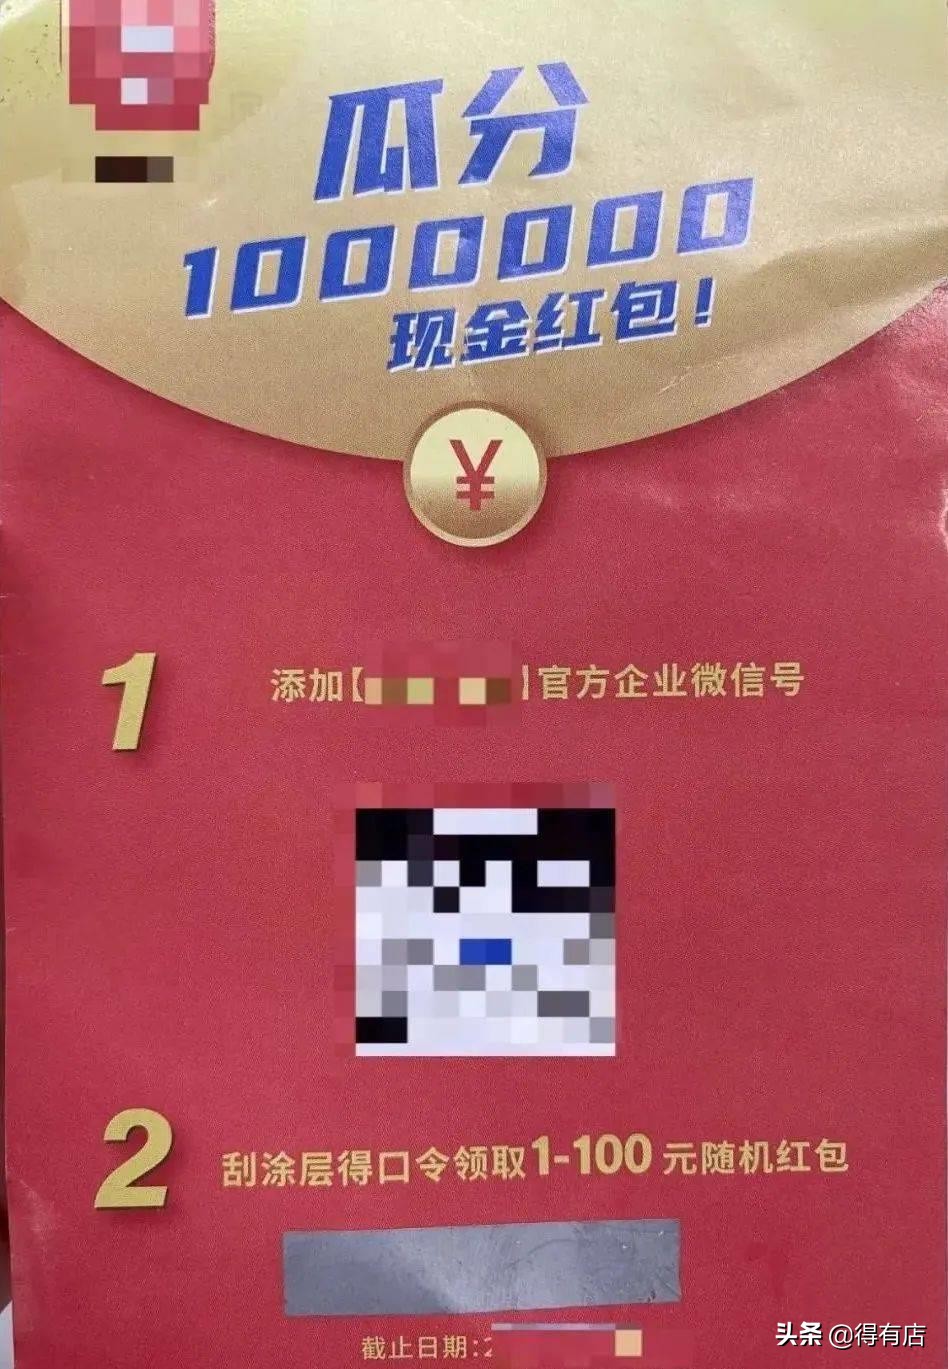 瓜分
1000000
现金红包!
¥
1
添加【 】官方企业微信号
2
刮涂层得口令领取1-100元随机红包
截止日期:2
头条 @得有店